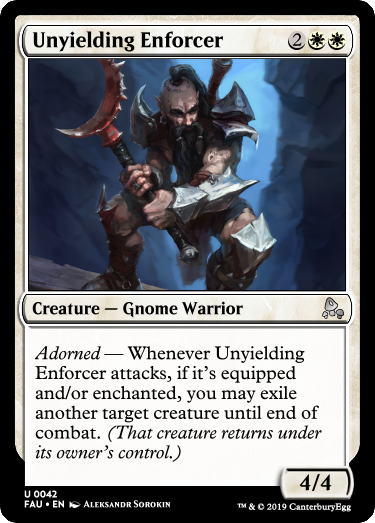 Unyielding Enforcer 2
Creature — Gnome Warrior
Adorned — Whenever Unyielding
Enforcer attacks, if it's equipped
and/or enchanted, you may exile
another target creature until end of
combat. (That creature returns under
its owner's control.)
4/4
U 0042
FAU • EN Aleksandr Sorokin
™ & © 2019 CanterburyEgg